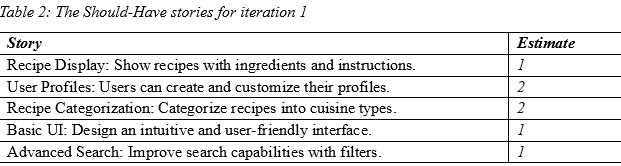 Table 2: The Should-Have stories for iteration 1
Story Estimate
Recipe Display: Show recipes with ingredients and instructions. 1
User Profiles: Users can create and customize their profiles. 2
Recipe Categorization: Categorize recipes into cuisine types. 2
Basic UI: Design an intuitive and user-friendly interface. 1
Advanced Search: Improve search capabilities with filters. 1